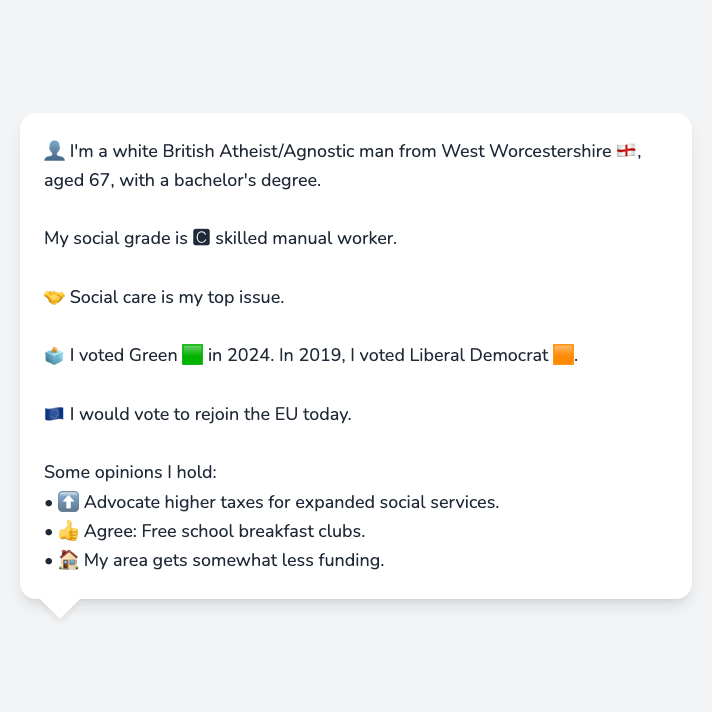 👤 I'm a white British Atheist/Agnostic man from West Worcestershire 🏴󠁧󠁢󠁥󠁮󠁧󠁿,
aged 67, with a bachelor's degree.
My social grade is 🅲 skilled manual worker.
🤝 Social care is my top issue.
🗳️ I voted Green 🟩 in 2024. In 2019, I voted Liberal Democrat 🟧.
🇪🇺 I would vote to rejoin the EU today.
Some opinions I hold:
• ⬆️ Advocate higher taxes for expanded social services.
• 👍 Agree: Free school breakfast clubs.
• 🏠 My area gets somewhat less funding.